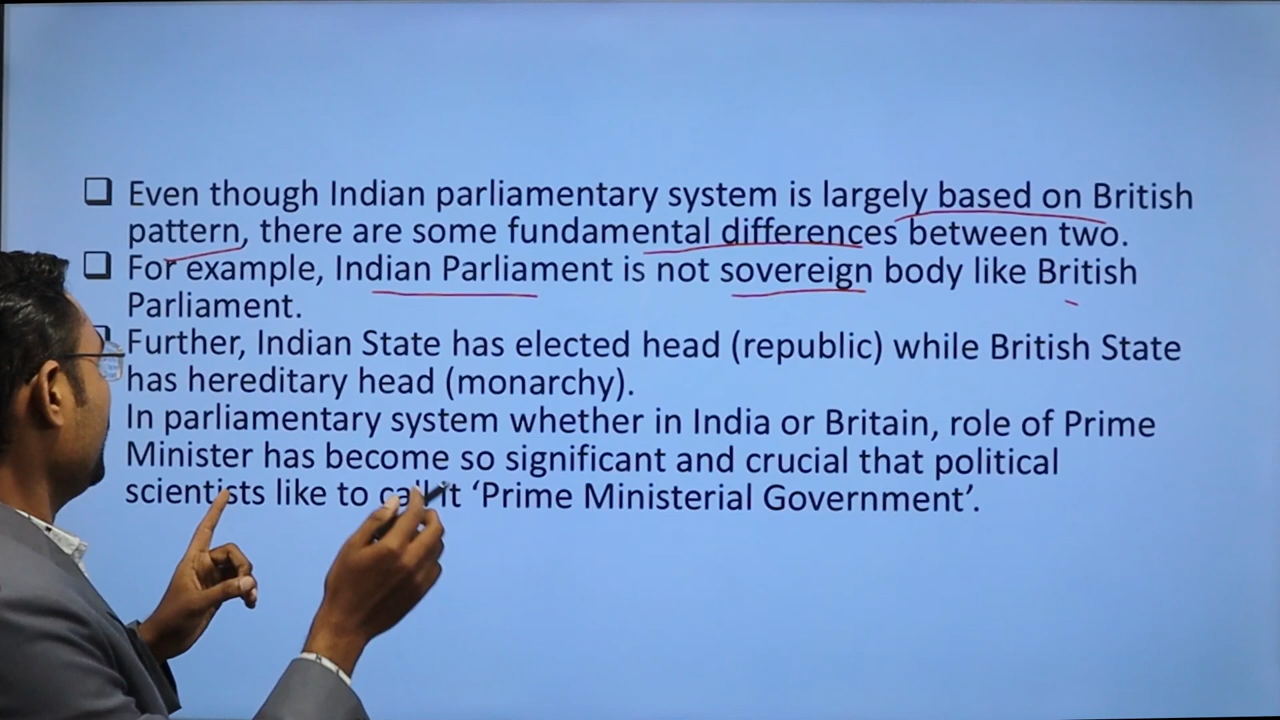 Even though Indian parliamentary system is largely based on British
pattern, there are some fundamental differences between two.
For example, Indian Parliament is not sovereign body like British
Parliament.
Further, Indian State has elected head (republic) while British State
has hereditary head (monarchy).
In parliamentary system whether in India or Britain, role of Prime
Minister has become so significant and crucial that political
scientists like to call it ‘Prime Ministerial Government’.